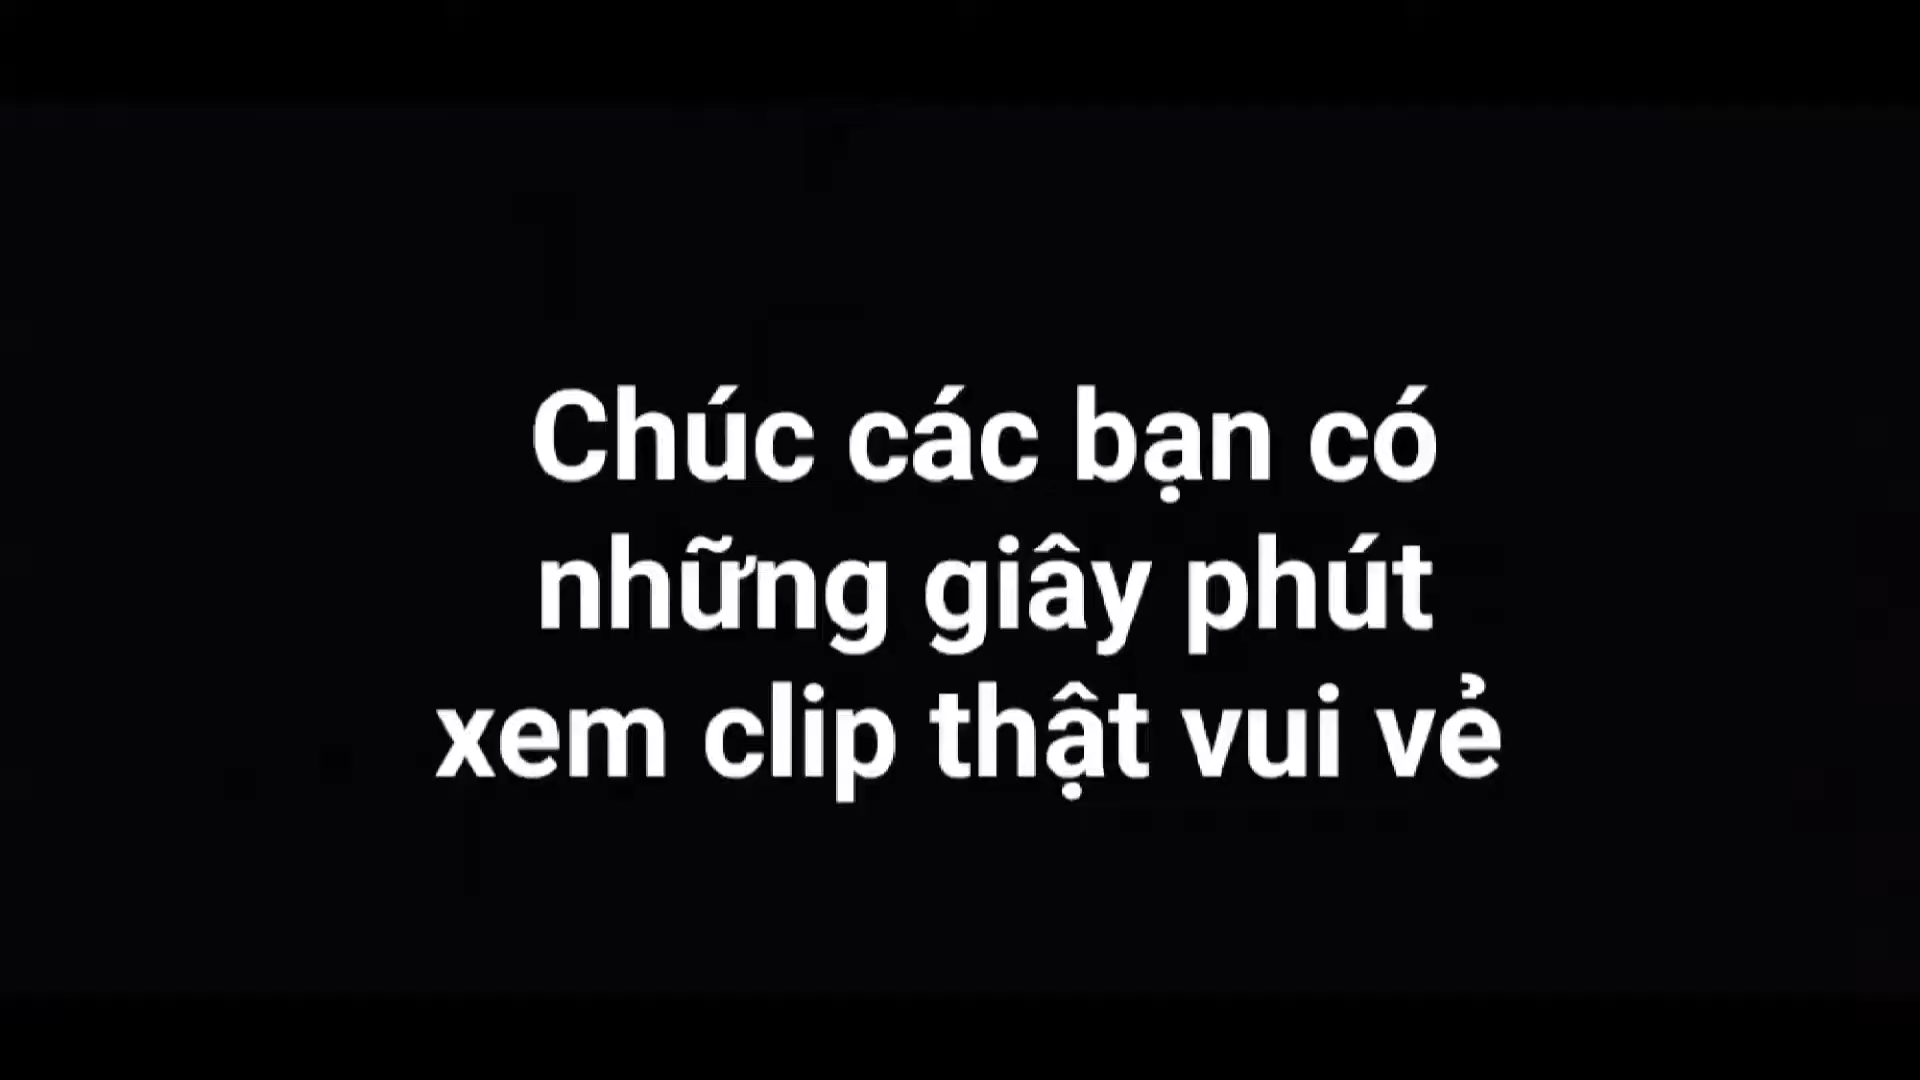 Chúc các bạn có
những giây phút
xem clip thật vui vẻ